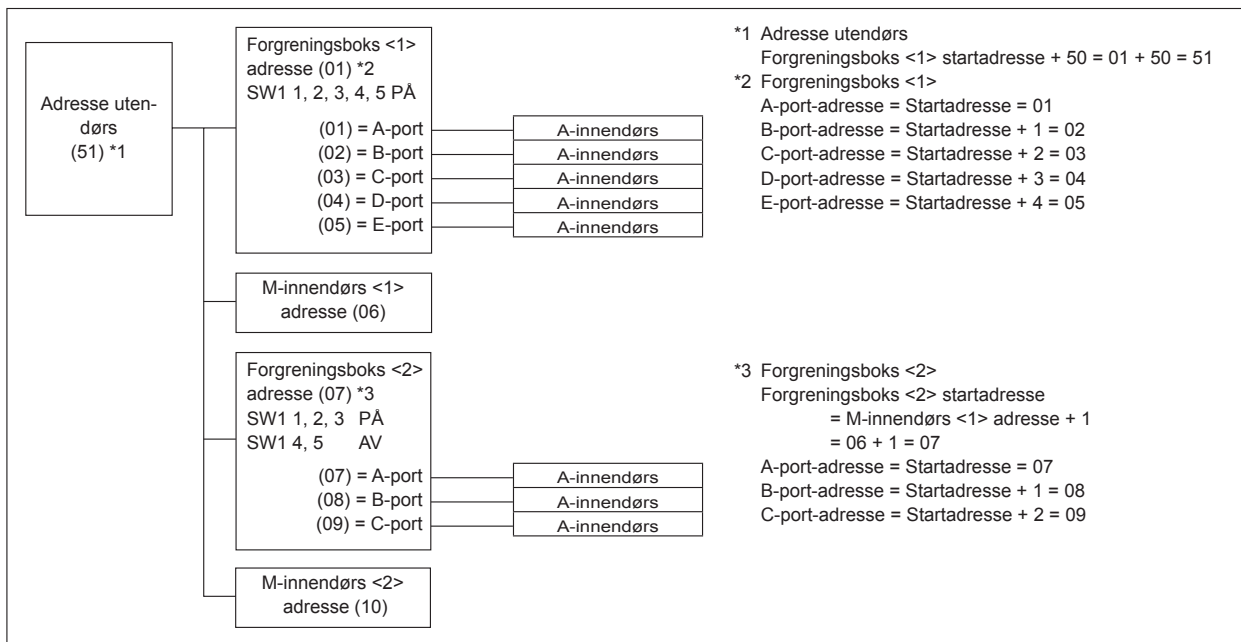 Adresse uten-
dørs
(51) *1
Forgreningsboks <1>
adresse (01) *2
SW1 1, 2, 3, 4, 5 PÅ
(01) = A-port
(02) = B-port
(03) = C-port
(04) = D-port
(05) = E-port
A-innendørs
A-innendørs
A-innendørs
A-innendørs
A-innendørs
M-innendørs <1>
adresse (06)
Forgreningsboks <2>
adresse (07) *3
SW1 1, 2, 3 PÅ
SW1 4, 5 AV
(07) = A-port
(08) = B-port
(09) = C-port
A-innendørs
A-innendørs
A-innendørs
M-innendørs <2>
adresse (10)
*1 Adresse utendørs
Forgreningsboks <1> startadresse + 50 = 01 + 50 = 51
*2 Forgreningsboks <1>
A-port-adresse = Startadresse = 01
B-port-adresse = Startadresse + 1 = 02
C-port-adresse = Startadresse + 2 = 03
D-port-adresse = Startadresse + 3 = 04
E-port-adresse = Startadresse + 4 = 05
*3 Forgreningsboks <2>
Forgreningsboks <2> startadresse
= M-innendørs <1> adresse + 1
= 06 + 1 = 07
A-port-adresse = Startadresse = 07
B-port-adresse = Startadresse + 1 = 08
C-port-adresse = Startadresse + 2 = 09